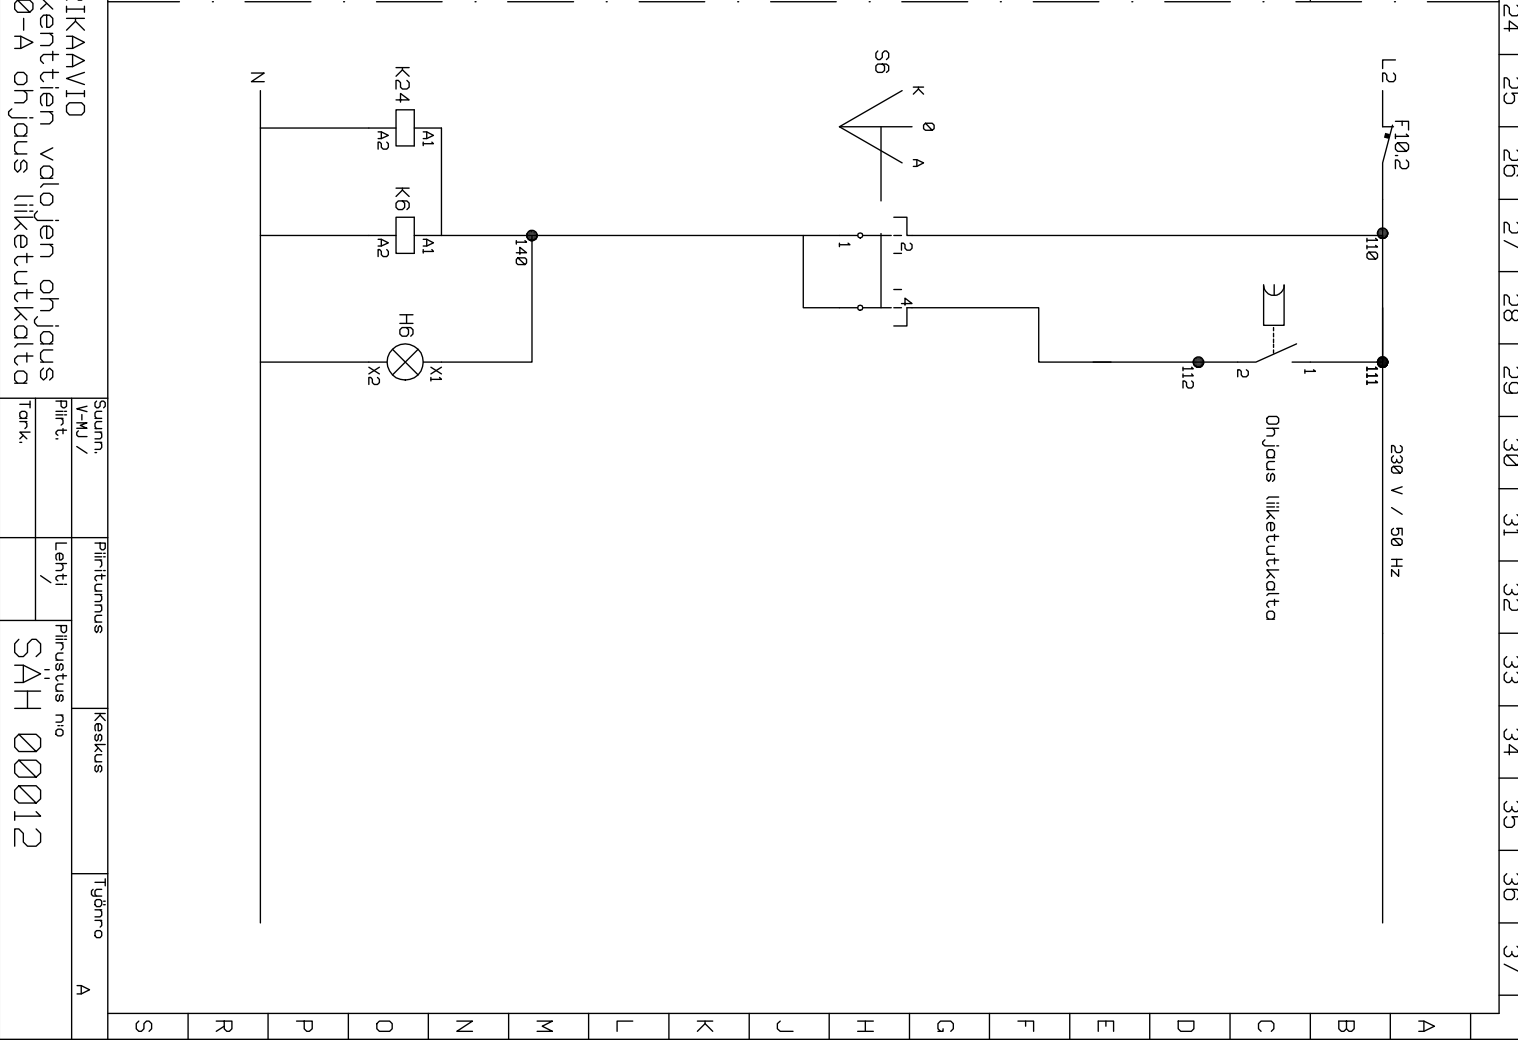 24
25
26
27
28
29
30
31
32
33
34
35
36
37
L2
F10.2
110
111
230 V / 50 Hz
1
2
112
Ohjaus liiketutkalta
S6
K
0
A
2
1
4
140
K24
A1
A2
K6
A1
A2
H6
X1
X2
N
A
B
C
D
E
F
G
H
J
K
L
M
N
O
P
R
S
Suunn.
V-MJ /
Piiritunnus
Keskus
Työnro
A
Piirt.
Lehti
/
Piirustus n:o
Tark.
SÄH 00012
IKAAVIO
kenttien valojen ohjaus
0-A ohjaus liiketutkalta